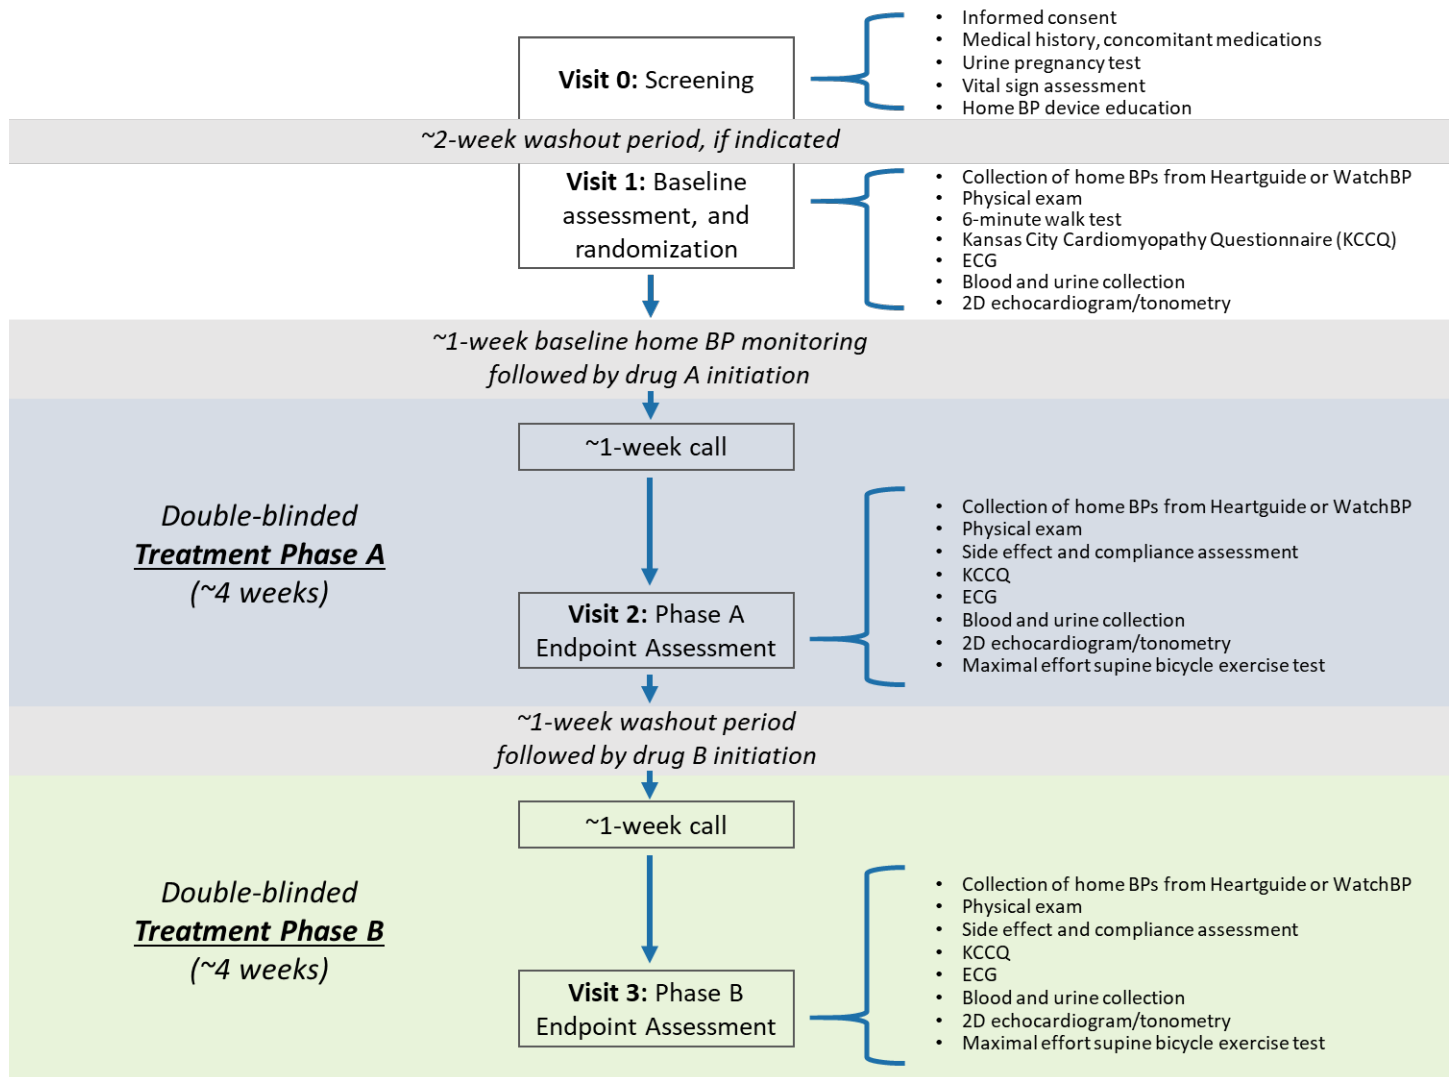 Visit 0: Screening
• Informed consent
• Medical history, concomitant medications
• Urine pregnancy test
• Vital sign assessment
• Home BP device education
~2-week washout period, if indicated
Visit 1: Baseline
assessment, and
randomization
• Collection of home BPs from Heartguide or WatchBP
• Physical exam
• 6-minute walk test
• Kansas City Cardiomyopathy Questionnaire (KCCQ)
• ECG
• Blood and urine collection
• 2D echocardiogram/tonometry
~1-week baseline home BP monitoring
followed by drug A initiation
Double-blinded
Treatment Phase A
(~4 weeks)
~1-week call
Visit 2: Phase A
Endpoint Assessment
• Collection of home BPs from Heartguide or WatchBP
• Physical exam
• Side effect and compliance assessment
• KCCQ
• ECG
• Blood and urine collection
• 2D echocardiogram/tonometry
• Maximal effort supine bicycle exercise test
~1-week washout period
followed by drug B initiation
Double-blinded
Treatment Phase B
(~4 weeks)
~1-week call
Visit 3: Phase B
Endpoint Assessment
• Collection of home BPs from Heartguide or WatchBP
• Physical exam
• Side effect and compliance assessment
• KCCQ
• ECG
• Blood and urine collection
• 2D echocardiogram/tonometry
• Maximal effort supine bicycle exercise test